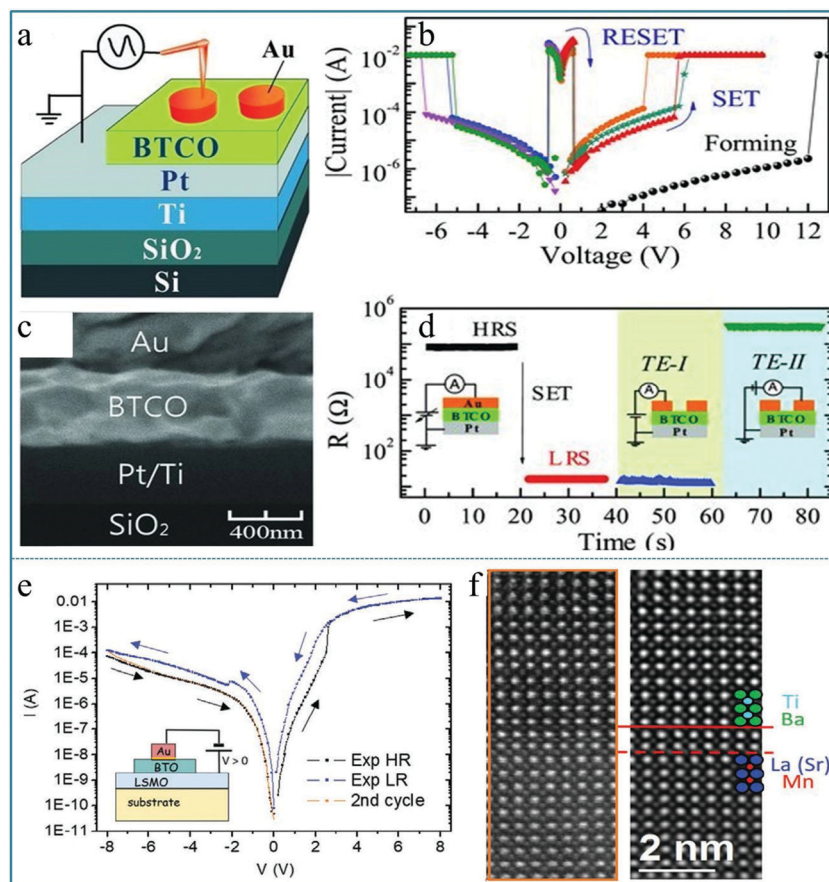 a
Au
BTCO
Pt
Ti
SiO2
Si
b
|Current| (A)
10-2
10-4
10-6
RESET
SET
Forming
-6 -4 -2 0 2 4 6 8 10 12
Voltage (V)
c
Au
BTCO
Pt/Ti
SiO2
400nm
d
R (Ω)
106
104
102
HRS
SET
LRS
TE-I
TE-II
A
Au
BTCO
Pt
A
BTCO
Pt
A
BTCO
Pt
0 10 20 30 40 50 60 70 80
Time (s)
e
I (A)
0.01
1E-3
1E-4
1E-5
1E-6
1E-7
1E-8
1E-9
1E-10
1E-11
Au
BTO
LSMO
substrate
V > 0
Exp HR
Exp LR
2nd cycle
-8 -6 -4 -2 0 2 4 6 8
V (V)
f
Ti
Ba
La (Sr)
Mn
2 nm